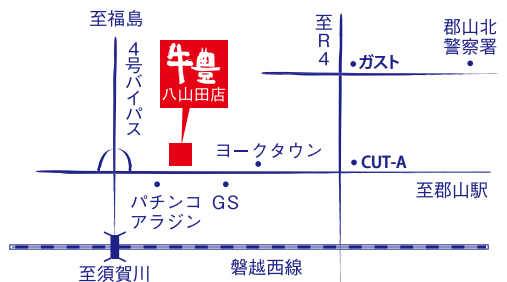 至福島
4号バイパス
牛豊
八山田店
至R4
ガスト
郡山北
警察署
ヨークタウン
CUT-A
至郡山駅
パチンコ
アラジン
GS
至須賀川
磐越西線